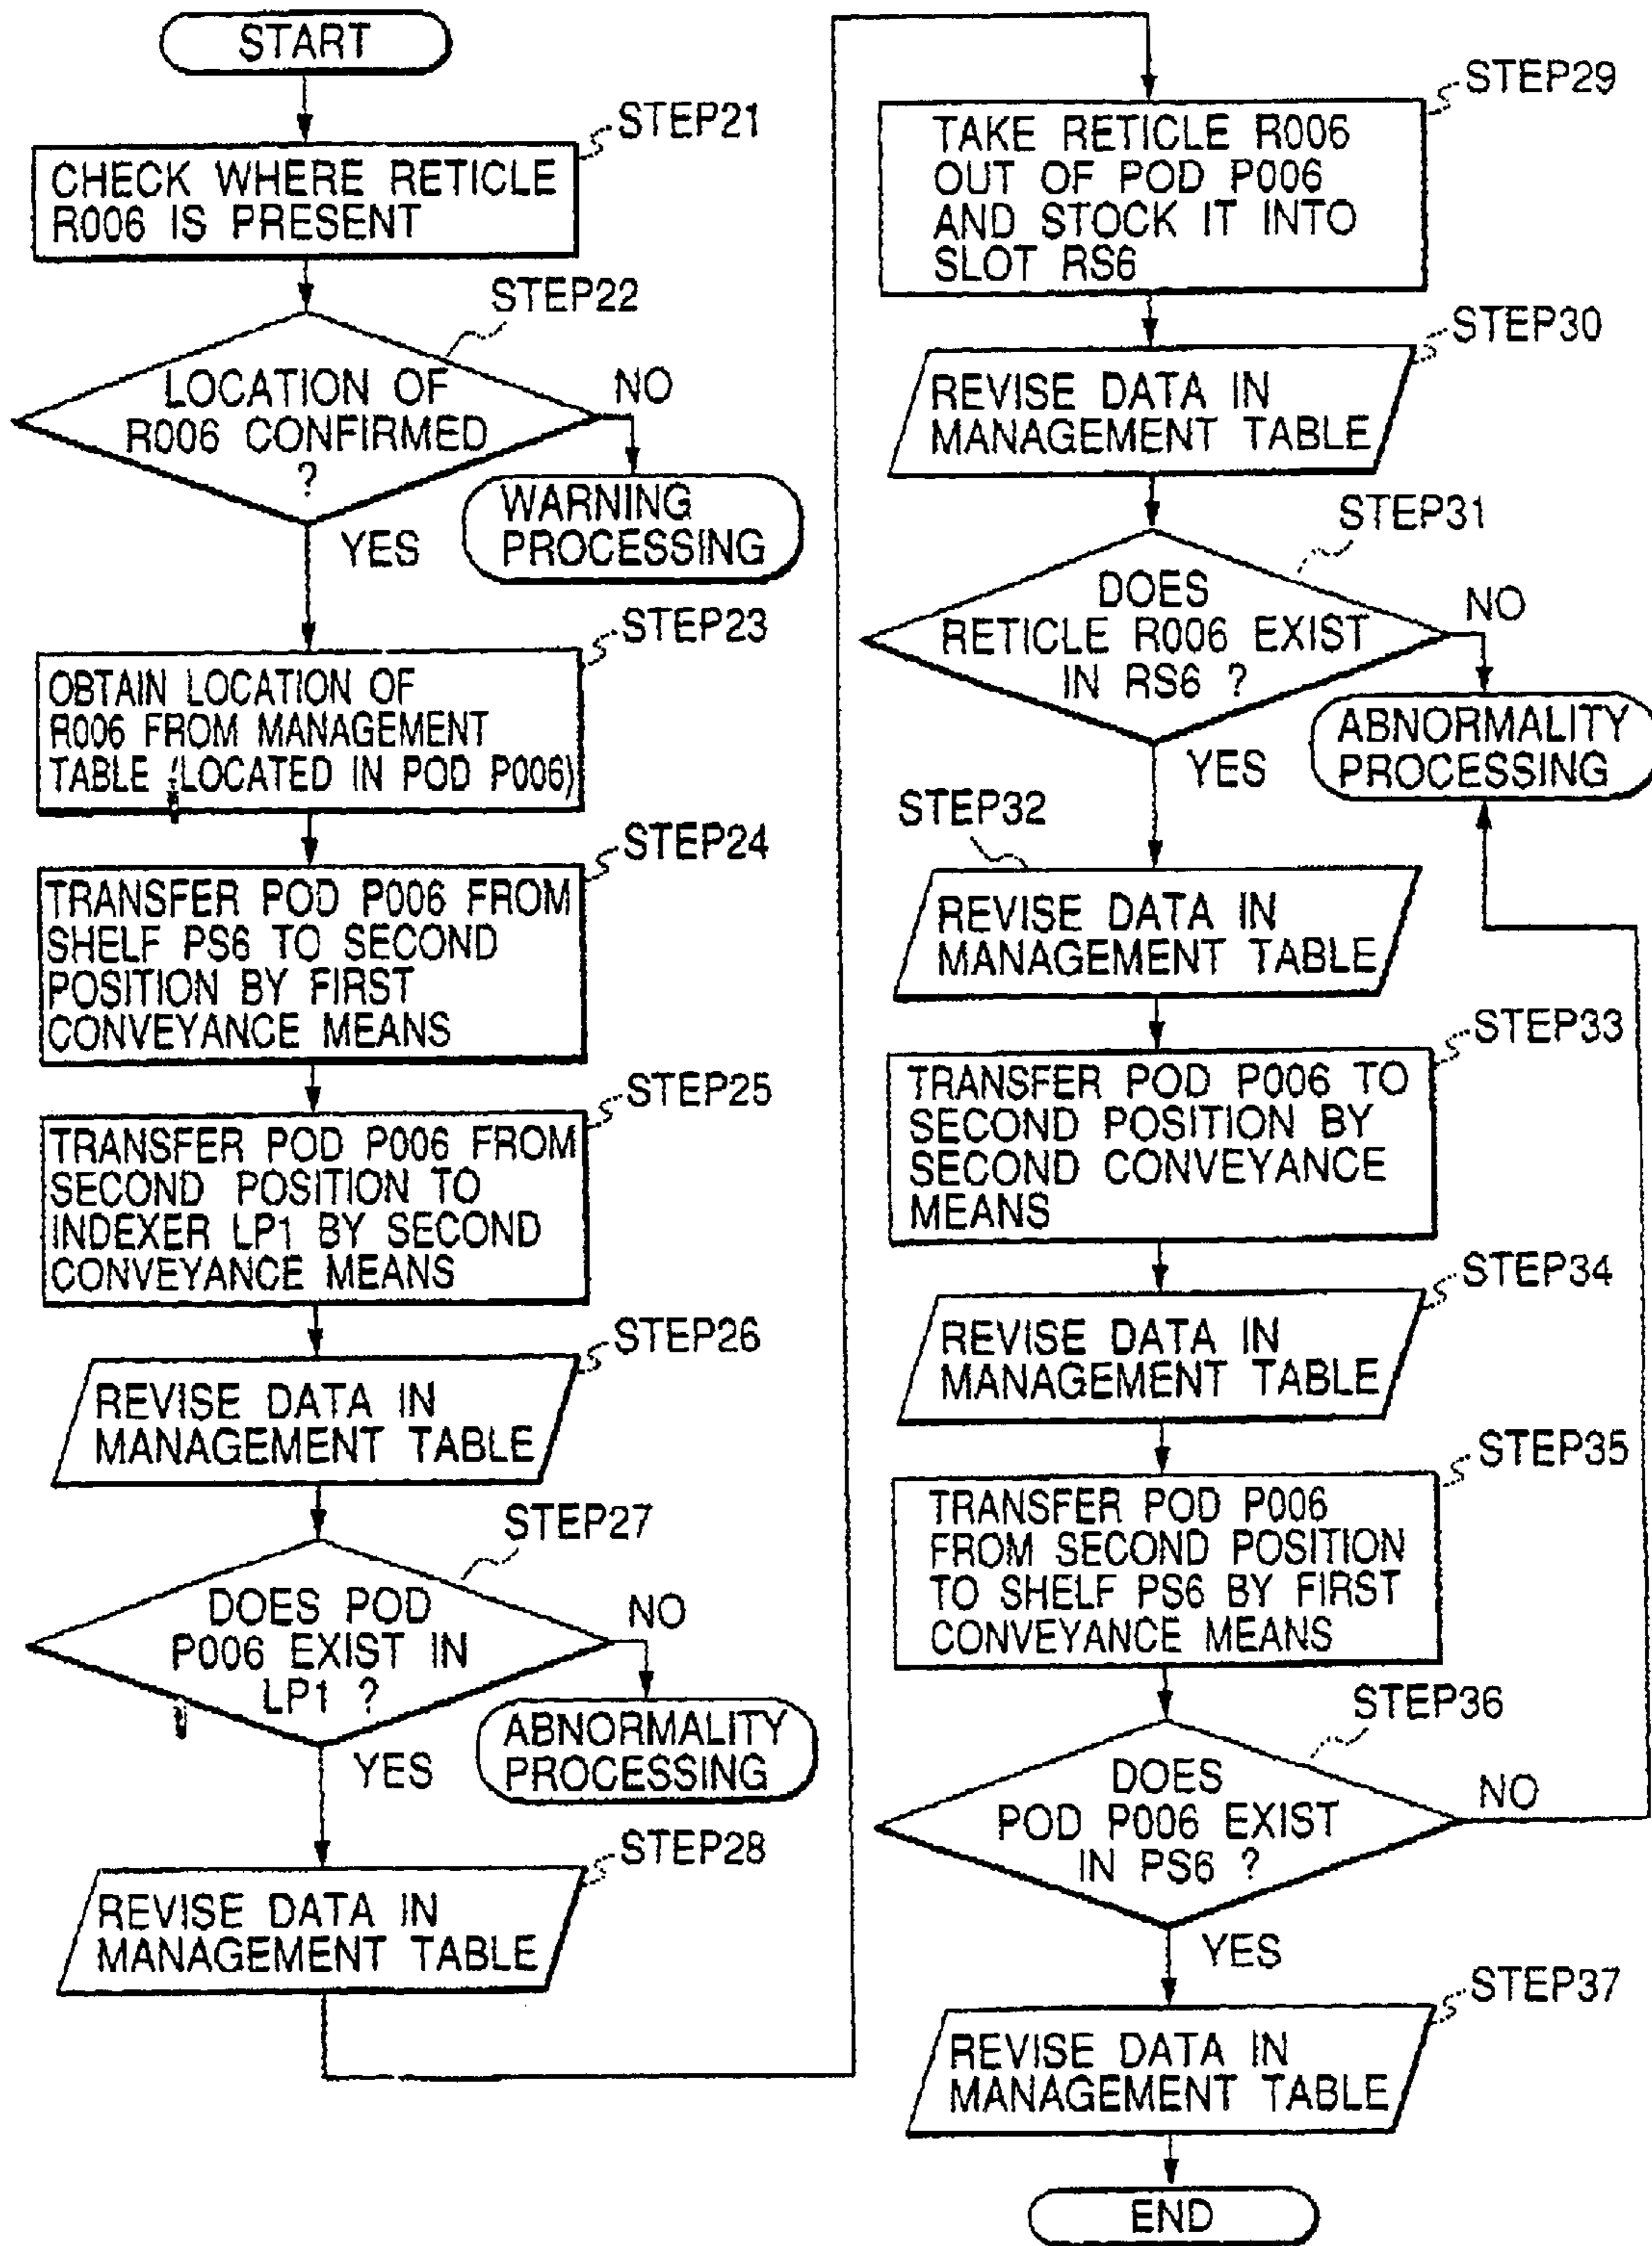 START
STEP21
CHECK WHERE RETICLE
R006 IS PRESENT
STEP22
LOCATION OF
R006 CONFIRMED
?
NO
WARNING
PROCESSING
YES
STEP23
OBTAIN LOCATION OF
R006 FROM MANAGEMENT
TABLE (LOCATED IN POD P006)
STEP24
TRANSFER POD P006 FROM
SHELF PS6 TO SECOND
POSITION BY FIRST
CONVEYANCE MEANS
STEP25
TRANSFER POD P006 FROM
SECOND POSITION TO
INDEXER LP1 BY SECOND
CONVEYANCE MEANS
STEP26
REVISE DATA IN
MANAGEMENT TABLE
STEP27
DOES POD
P006 EXIST IN
LP1 ?
NO
ABNORMALITY
PROCESSING
YES
STEP28
REVISE DATA IN
MANAGEMENT TABLE
STEP29
TAKE RETICLE R006
OUT OF POD P006
AND STOCK IT INTO
SLOT RS6
STEP30
REVISE DATA IN
MANAGEMENT TABLE
STEP31
DOES
RETICLE R006 EXIST
IN RS6 ?
NO
ABNORMALITY
PROCESSING
YES
STEP32
REVISE DATA IN
MANAGEMENT TABLE
STEP33
TRANSFER POD P006 TO
SECOND POSITION BY
SECOND CONVEYANCE
MEANS
STEP34
REVISE DATA IN
MANAGEMENT TABLE
STEP35
TRANSFER POD P006
FROM SECOND POSITION
TO SHELF PS6 BY FIRST
CONVEYANCE MEANS
STEP36
DOES
POD P006 EXIST
IN PS6 ?
NO
YES
STEP37
REVISE DATA IN
MANAGEMENT TABLE
END